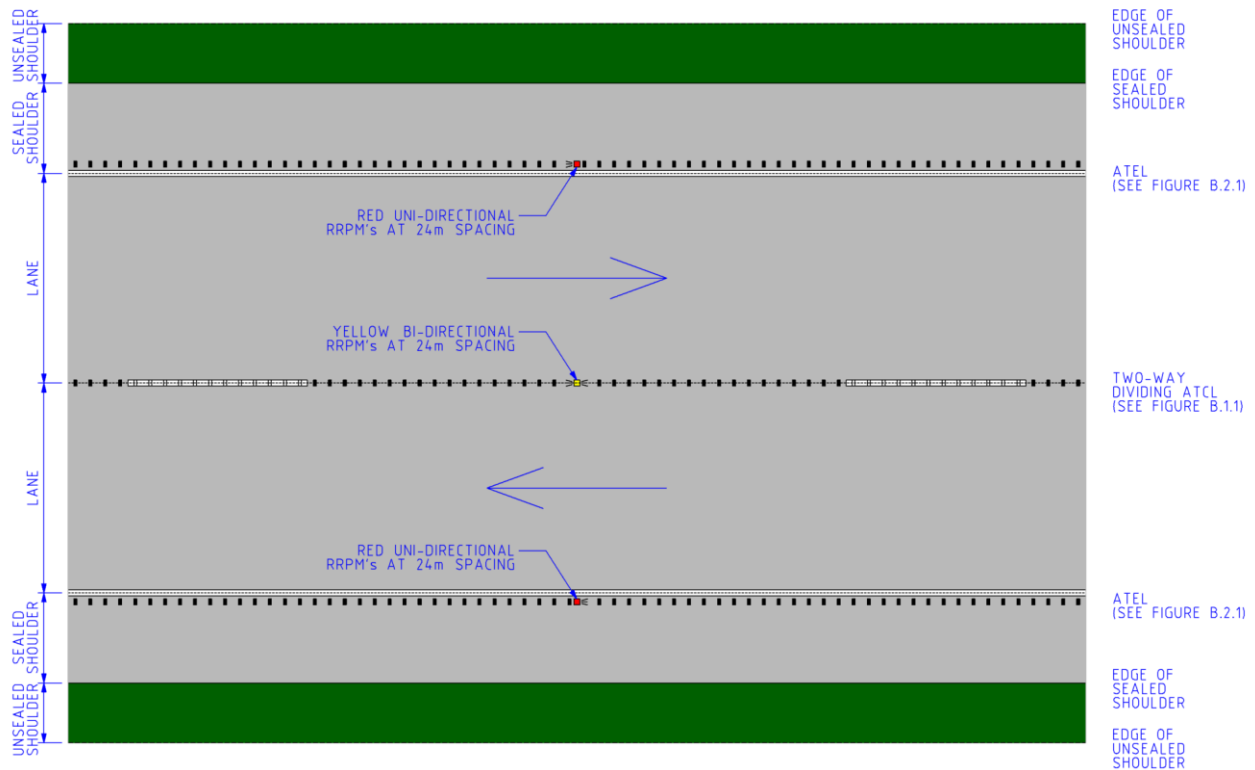 UNSEALED
SHOULDER
EDGE OF
UNSEALED
SHOULDER
EDGE OF
SEALED
SHOULDER
SEALED
SHOULDER
ATEL
(SEE FIGURE B.2.1)
RED UNI-DIRECTIONAL
RRPM's AT 24m SPACING
LANE
YELLOW BI-DIRECTIONAL
RRPM's AT 24m SPACING
TWO-WAY
DIVIDING ATCL
(SEE FIGURE B.1.1)
LANE
RED UNI-DIRECTIONAL
RRPM's AT 24m SPACING
ATEL
(SEE FIGURE B.2.1)
SEALED
SHOULDER
EDGE OF
SEALED
SHOULDER
UNSEALED
SHOULDER
EDGE OF
UNSEALED
SHOULDER